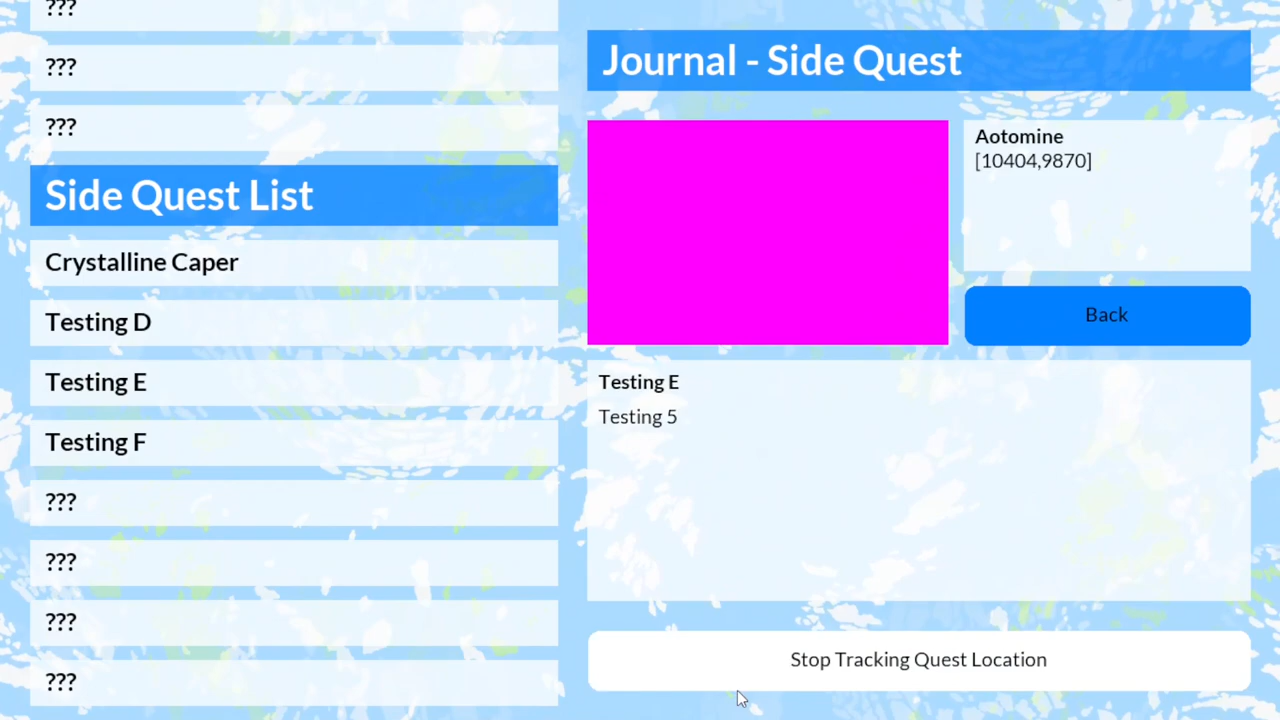 ???
???
???
Side Quest List
Crystalline Caper
Testing D
Testing E
Testing F
???
???
???
???
Journal - Side Quest
Aotomine
[10404,9870]
Back
Testing E
Testing 5
Stop Tracking Quest Location